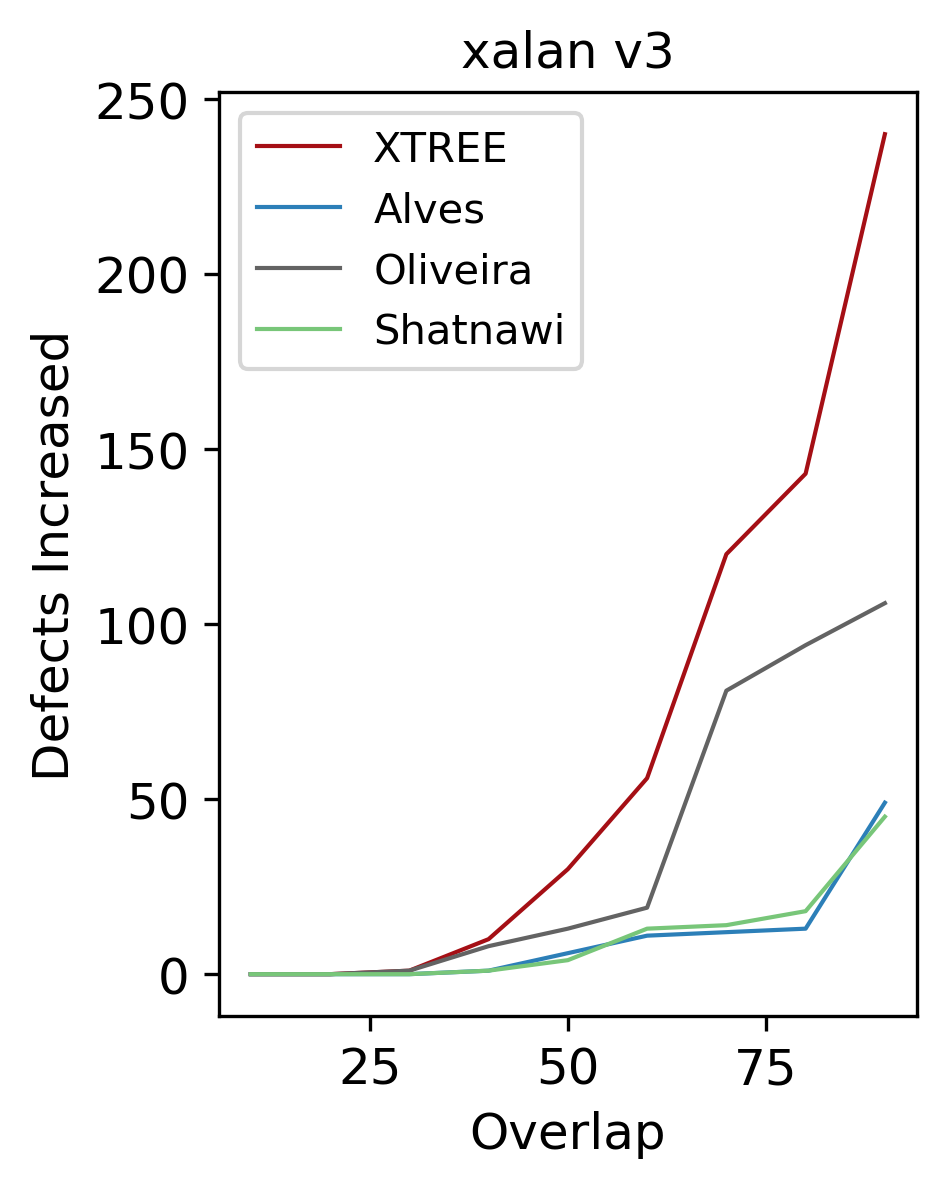 xalan v3
250
200
150
100
50
0
Defects Increased
XTREE
Alves
Oliveira
Shatnawi
25 50 75
Overlap